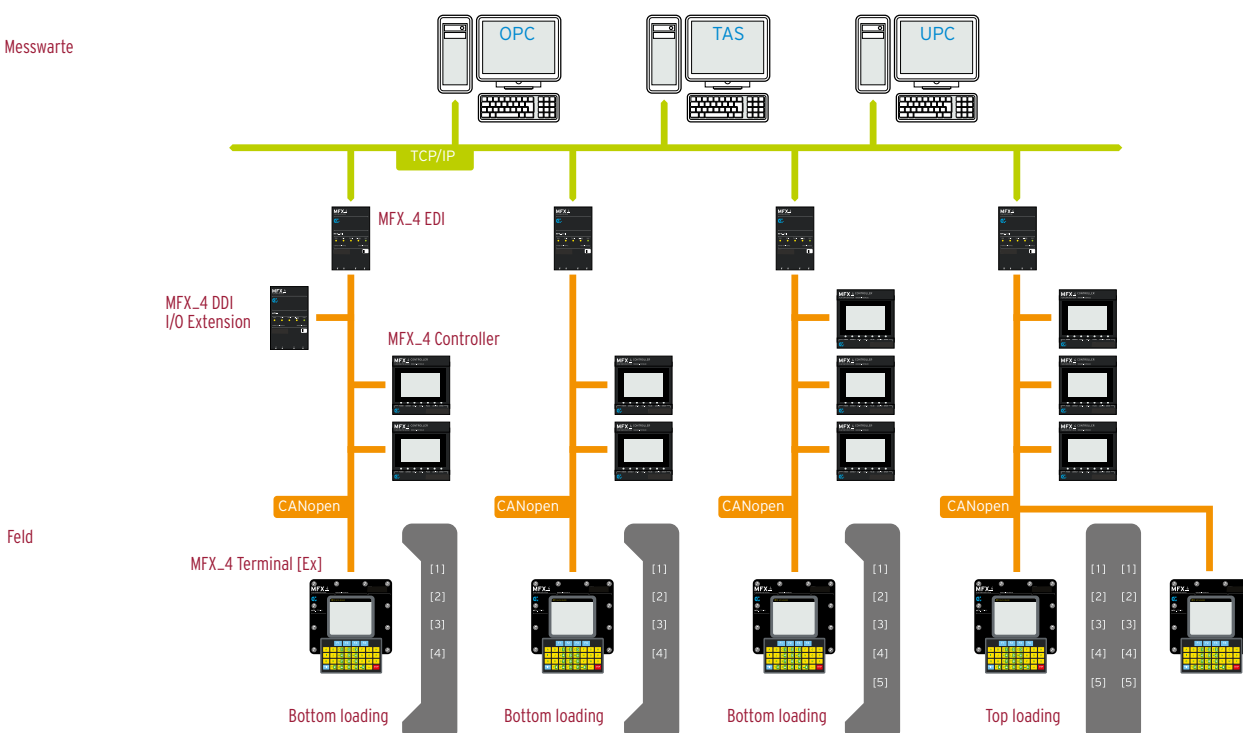 Messwarte
OPC
TAS
UPC
TCP/IP
MFX_4 EDI
MFX_4 DDI
I/O Extension
MFX_4 Controller
CANopen
CANopen
CANopen
CANopen
Feld
MFX_4 Terminal [Ex]
[1]
[2]
[3]
[4]
[1]
[2]
[3]
[4]
[1]
[2]
[3]
[4]
[5]
[1] [1]
[2] [2]
[3] [3]
[4] [4]
[5] [5]
Bottom loading
Bottom loading
Bottom loading
Top loading